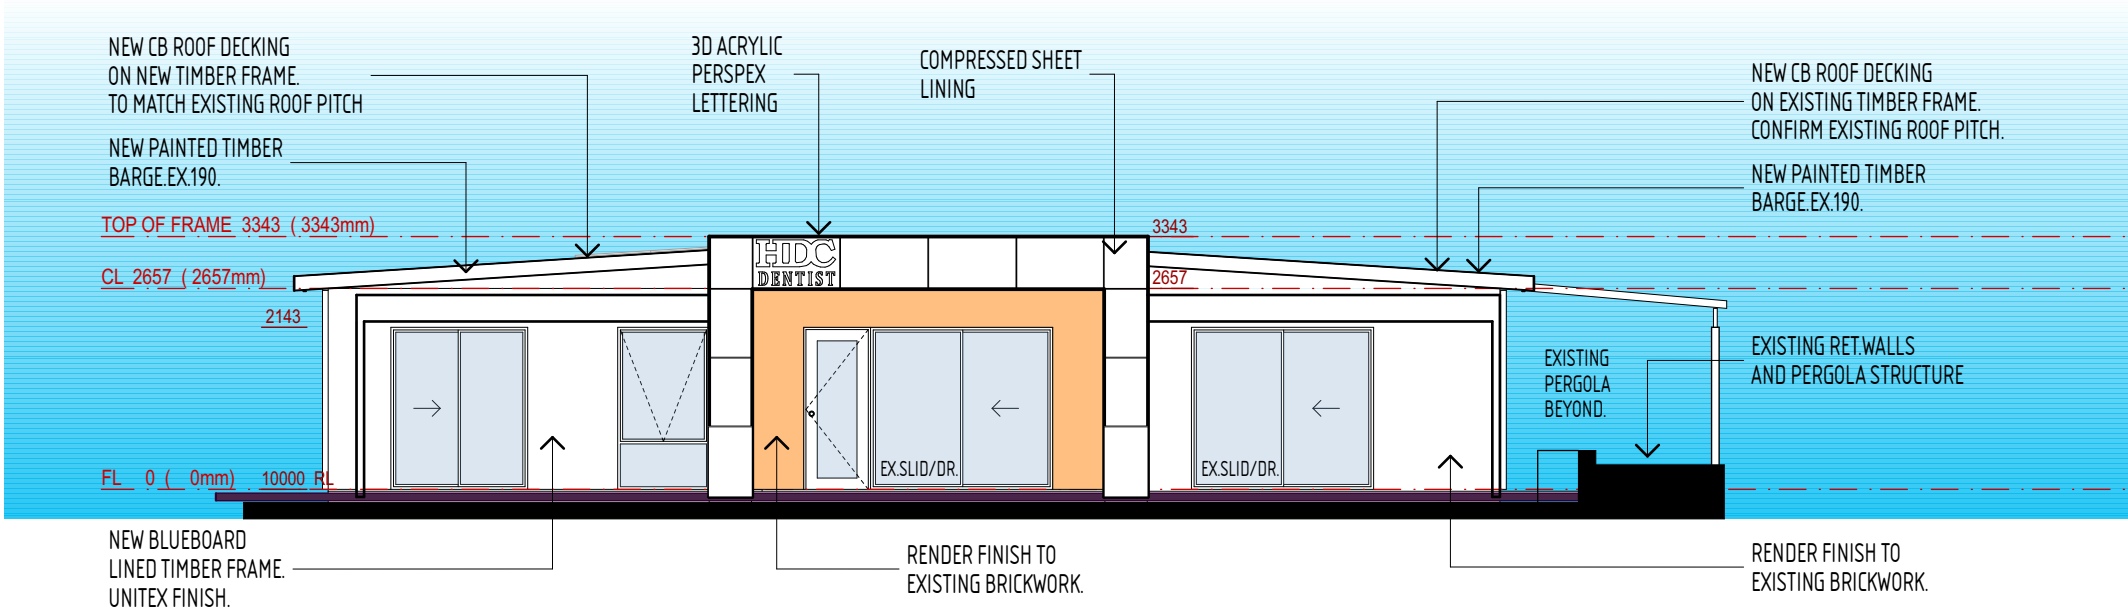 NEW CB ROOF DECKING
ON NEW TIMBER FRAME.
TO MATCH EXISTING ROOF PITCH
NEW PAINTED TIMBER
BARGE.EX.190.
3D ACRYLIC
PERSPEX
LETTERING
COMPRESSED SHEET
LINING
NEW CB ROOF DECKING
ON EXISTING TIMBER FRAME.
CONFIRM EXISTING ROOF PITCH.
NEW PAINTED TIMBER
BARGE.EX.190.
TOP OF FRAME 3343 ( 3343mm)
3343
CL 2657 ( 2657mm)
2657
2143
HDC
DENTIST
EXISTING
PERGOLA
BEYOND.
EXISTING RET.WALLS
AND PERGOLA STRUCTURE
EX.SLID/DR.
EX.SLID/DR.
FL 0 ( 0mm) 10000 RL
NEW BLUEBOARD
LINED TIMBER FRAME.
UNITEX FINISH.
RENDER FINISH TO
EXISTING BRICKWORK.
RENDER FINISH TO
EXISTING BRICKWORK.